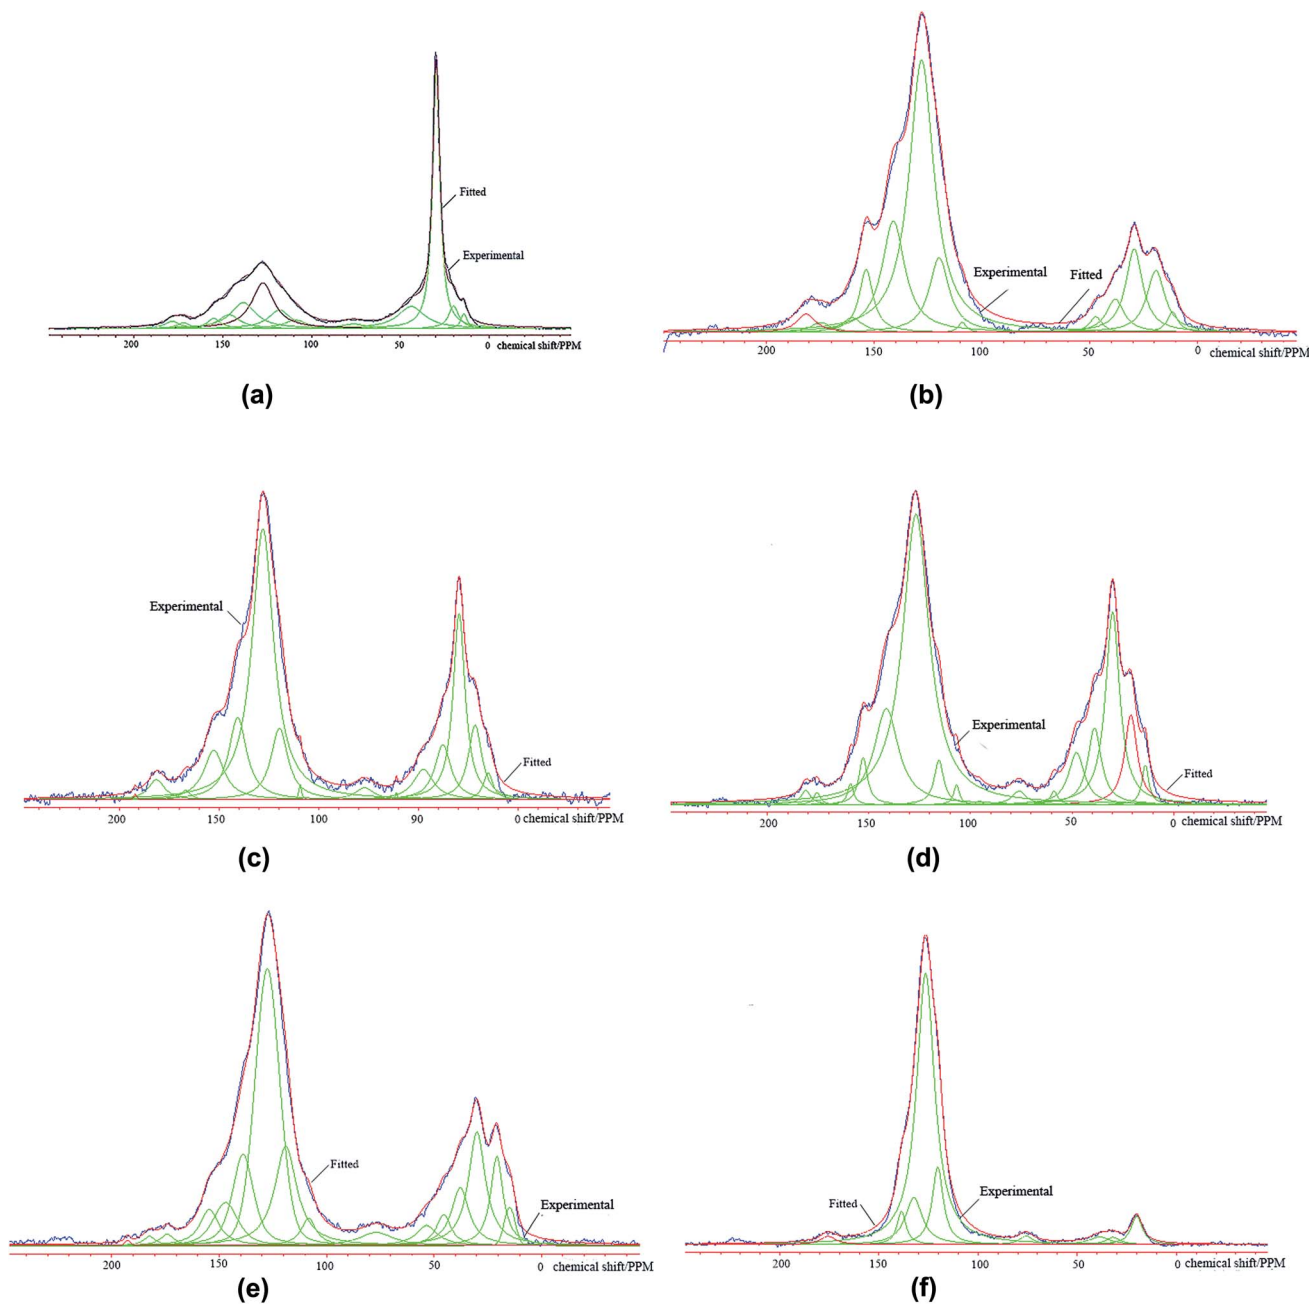 Fitted
Experimental
200 150 100 50 0 chemical shift/PPM
(a)
Experimental Fitted
200 150 100 50 0 chemical shift/PPM
(b)
Experimental
Fitted
200 150 100 90 0 chemical shift/PPM
(c)
Experimental
Fitted
200 150 100 50 0 chemical shift/PPM
(d)
Fitted
Experimental
200 150 100 50 0 chemical shift/PPM
(e)
Experimental
Fitted
200 150 100 50 0 chemical shift/PPM
(f)